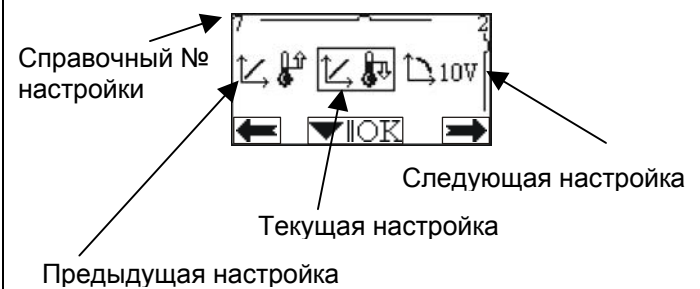 7 2
Справочный №
настройки
10V
OK
Следующая настройка
Текущая настройка
Предыдущая настройка